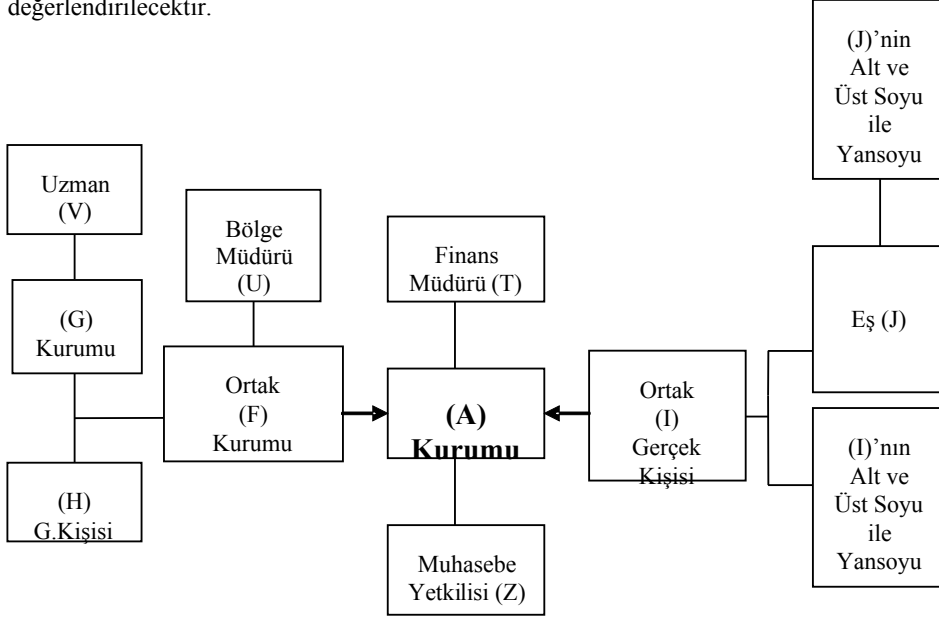 değerlendirilecektir.
(J)’nin
Alt ve
Üst Soyu
ile
Yansoyu
Uzman
(V)
Bölge
Müdürü
(U)
Finans
Müdürü (T)
(G)
Kurumu
Eş (J)
Ortak
(F)
Kurumu
(A)
Kurumu
Ortak
(I)
Gerçek
Kişisi
(H)
G.Kişisi
(I)’nın
Alt ve
Üst Soyu
ile
Yansoyu
Muhasebe
Yetkilisi (Z)